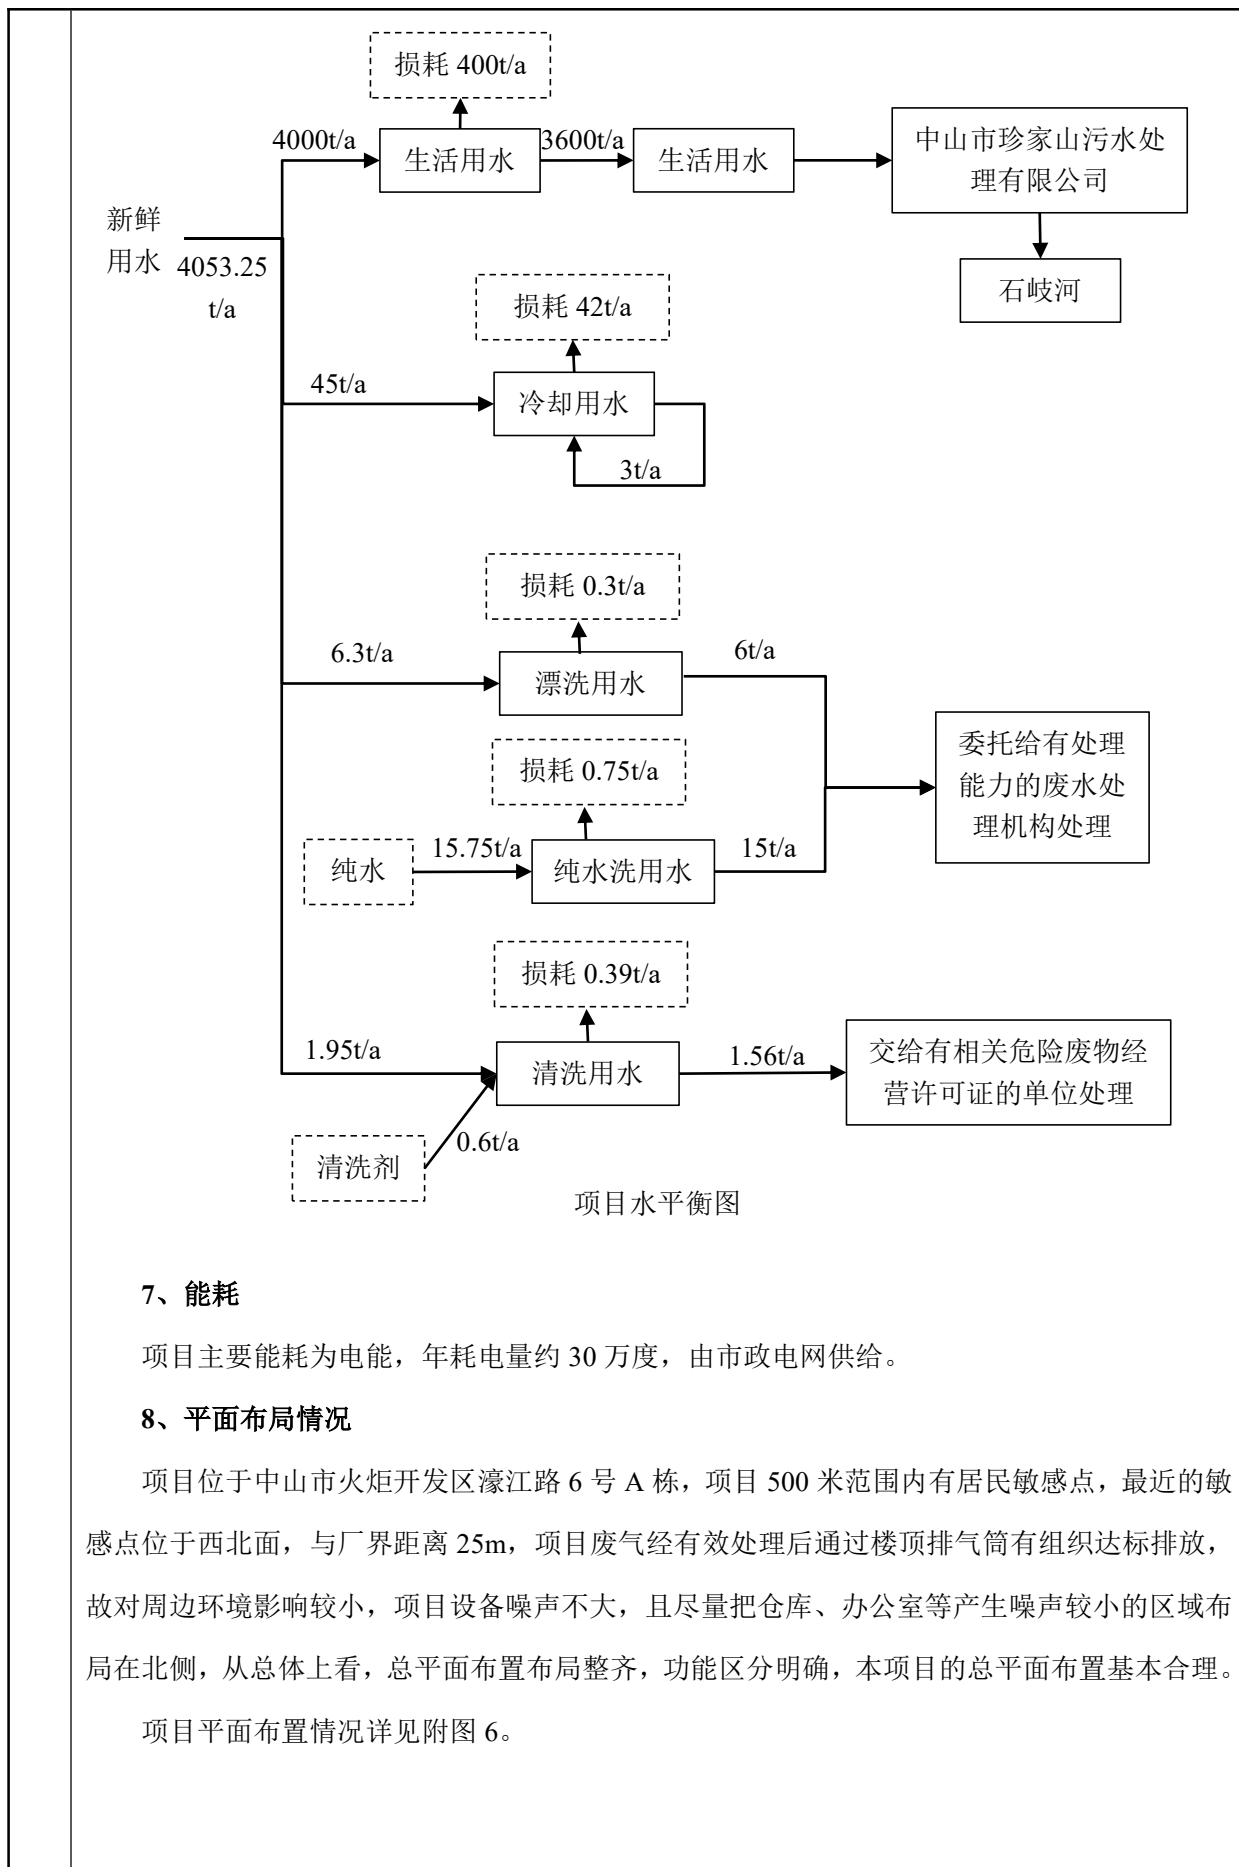 损耗 400t/a
4000t/a
生活用水
3600t/a
生活用水
中山市珍家山污水处
理有限公司
新鲜
用水
4053.25
t/a
石岐河
损耗 42t/a
45t/a
冷却用水
3t/a
损耗 0.3t/a
6.3t/a
漂洗用水
6t/a
委托给有处理
能力的废水处
理机构处理
损耗 0.75t/a
纯水
15.75t/a
纯水洗用水
15t/a
损耗 0.39t/a
1.95t/a
清洗用水
1.56t/a
交给有相关危险废物经
营许可证的单位处理
清洗剂
0.6t/a
项目水平衡图
7、能耗
项目主要能耗为电能，年耗电量约 30 万度，由市政电网供给。
8、平面布局情况
项目位于中山市火炬开发区濠江路 6 号 A 栋，项目 500 米范围内有居民敏感点，最近的敏
感点位于西北面，与厂界距离 25m，项目废气经有效处理后通过楼顶排气筒有组织达标排放，
故对周边环境影响较小，项目设备噪声不大，且尽量把仓库、办公室等产生噪声较小的区域布
局在北侧，从总体上看，总平面布置布局整齐，功能区分明确，本项目的总平面布置基本合理。
项目平面布置情况详见附图 6。